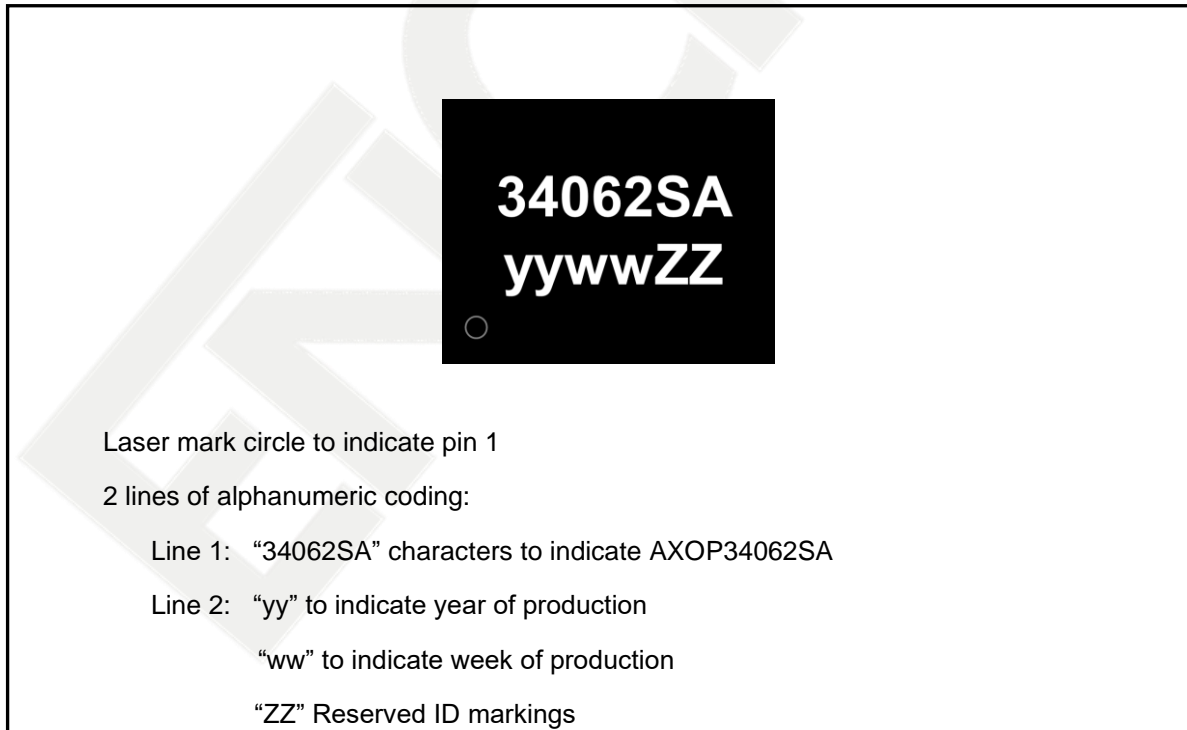 34062SA
yywwZZ
Laser mark circle to indicate pin 1
2 lines of alphanumeric coding:
Line 1: “34062SA” characters to indicate AXOP34062SA
Line 2: “yy” to indicate year of production
“ww” to indicate week of production
“ZZ” Reserved ID markings